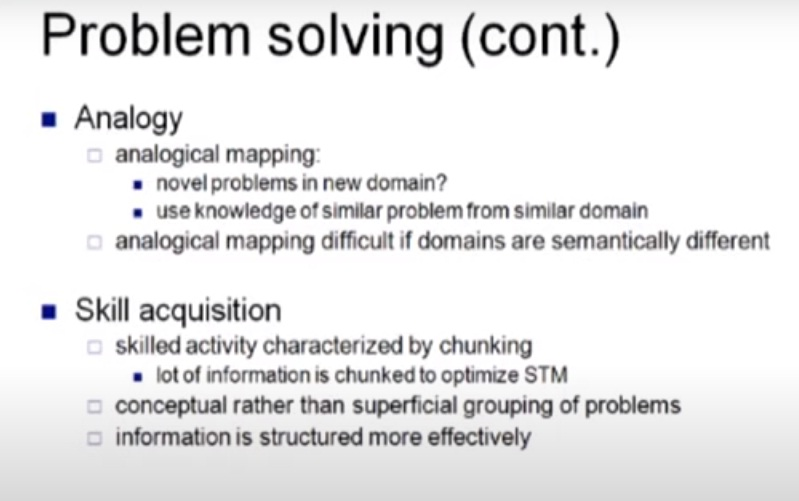 Problem solving (cont.)
Analogy
analogical mapping:
novel problems in new domain?
use knowledge of similar problem from similar domain
analogical mapping difficult if domains are semantically different
Skill acquisition
skilled activity characterized by chunking
lot of information is chunked to optimize STM
conceptual rather than superficial grouping of problems
information is structured more effectively